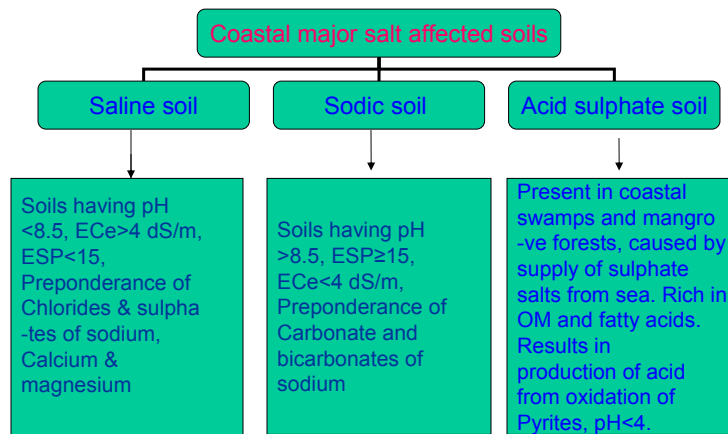 Coastal major salt affected soils
Saline soil
Sodic soil
Acid sulphate soil
Soils having pH
<8.5, ECe>4 dS/m,
ESP<15,
Preponderance of
Chlorides & sulpha
-tes of sodium,
Calcium &
magnesium
Soils having pH
>8.5, ESP≥15,
ECe<4 dS/m,
Preponderance of
Carbonate and
bicarbonates of
sodium
Present in coastal
swamps and mangro
-ve forests, caused by
supply of sulphate
salts from sea. Rich in
OM and fatty acids.
Results in
production of acid
from oxidation of
Pyrites, pH<4.